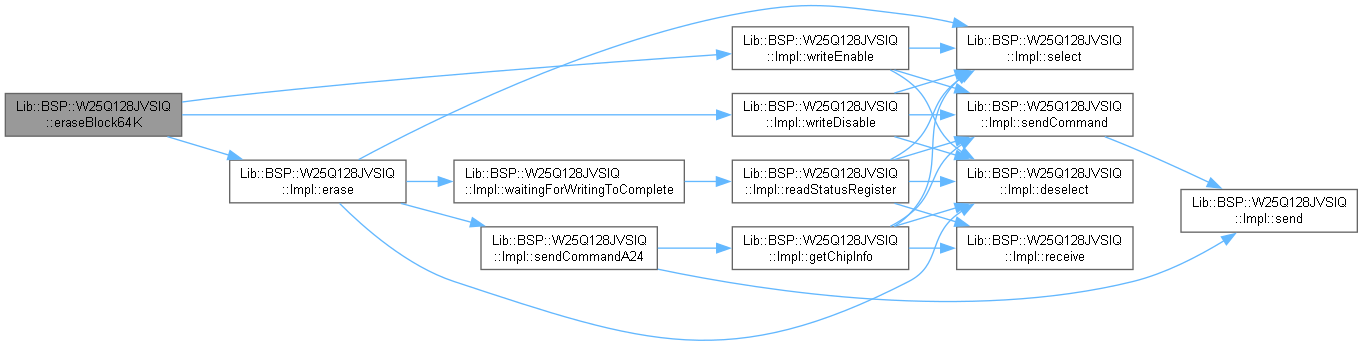 Lib::BSP::W25Q128JVSIQ
::eraseBlock64K
Lib::BSP::W25Q128JVSIQ
::Impl::erase
Lib::BSP::W25Q128JVSIQ
::Impl::waitingForWritingToComplete
Lib::BSP::W25Q128JVSIQ
::Impl::sendCommandA24
Lib::BSP::W25Q128JVSIQ
::Impl::writeEnable
Lib::BSP::W25Q128JVSIQ
::Impl::writeDisable
Lib::BSP::W25Q128JVSIQ
::Impl::readStatusRegister
Lib::BSP::W25Q128JVSIQ
::Impl::getChipInfo
Lib::BSP::W25Q128JVSIQ
::Impl::select
Lib::BSP::W25Q128JVSIQ
::Impl::sendCommand
Lib::BSP::W25Q128JVSIQ
::Impl::deselect
Lib::BSP::W25Q128JVSIQ
::Impl::receive
Lib::BSP::W25Q128JVSIQ
::Impl::send